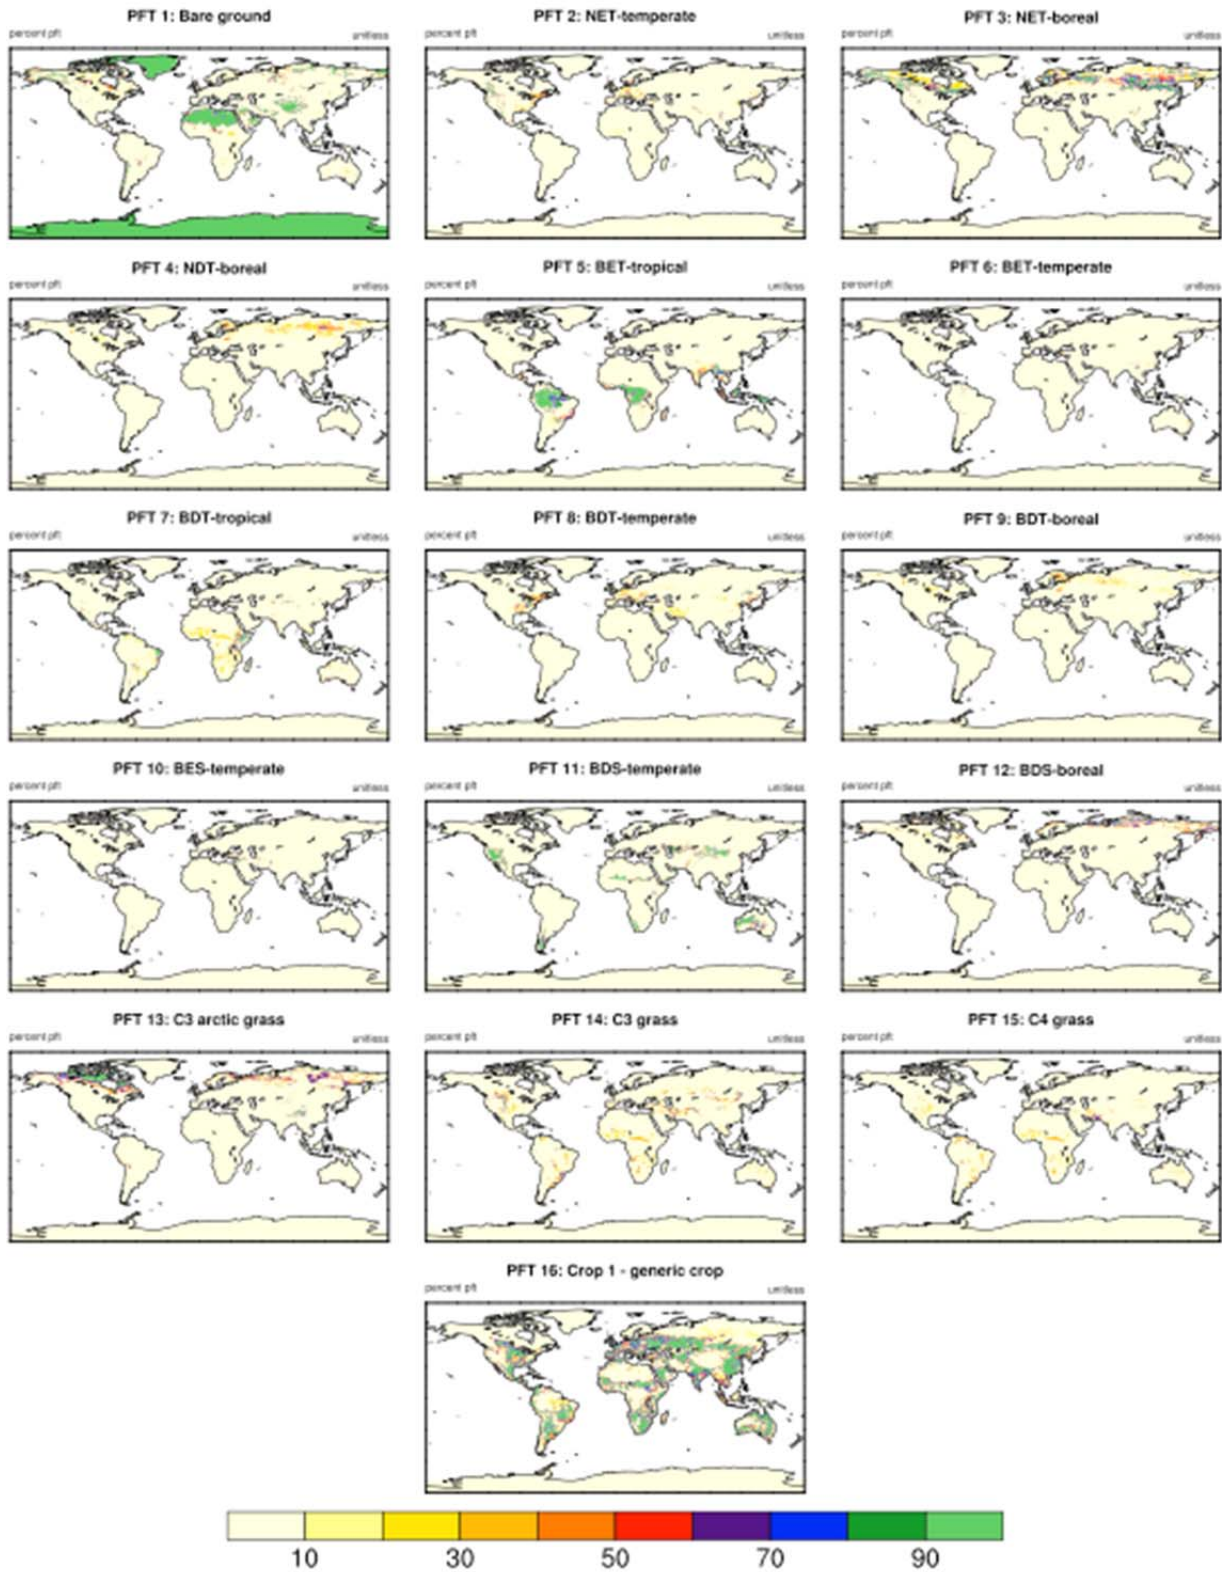 PFT 1: Bare ground
PFT 2: NET-temperate
PFT 3: NET-boreal
percent pft unitless
percent pft unitless
percent pft unitless
PFT 4: NDT-boreal
PFT 5: BET-tropical
PFT 6: BET-temperate
percent pft unitless
percent pft unitless
percent pft unitless
PFT 7: BDT-tropical
PFT 8: BDT-temperate
PFT 9: BDT-boreal
percent pft unitless
percent pft unitless
percent pft unitless
PFT 10: BES-temperate
PFT 11: BDS-temperate
PFT 12: BDS-boreal
percent pft unitless
percent pft unitless
percent pft unitless
PFT 13: C3 arctic grass
PFT 14: C3 grass
PFT 15: C4 grass
percent pft unitless
percent pft unitless
percent pft unitless
PFT 16: Crop 1 - generic crop
percent pft unitless
10 30 50 70 90